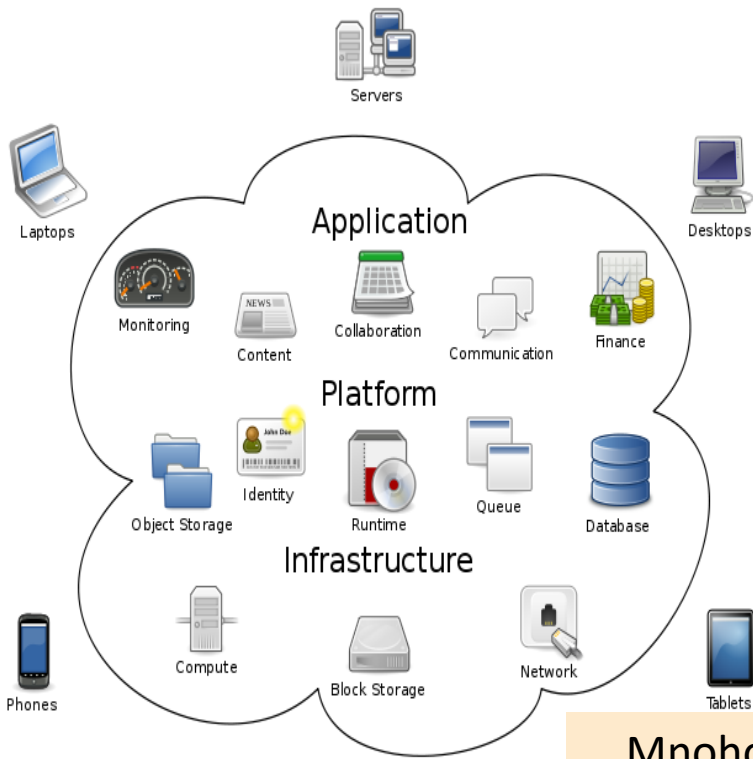 Servers
Laptops
Desktops
Application
Monitoring
NEWS
Content
Collaboration
Communication
Finance
Platform
Object Storage
John Doe
Identity
Runtime
Queue
Database
Infrastructure
Compute
Block Storage
Network
Phones
Tablets